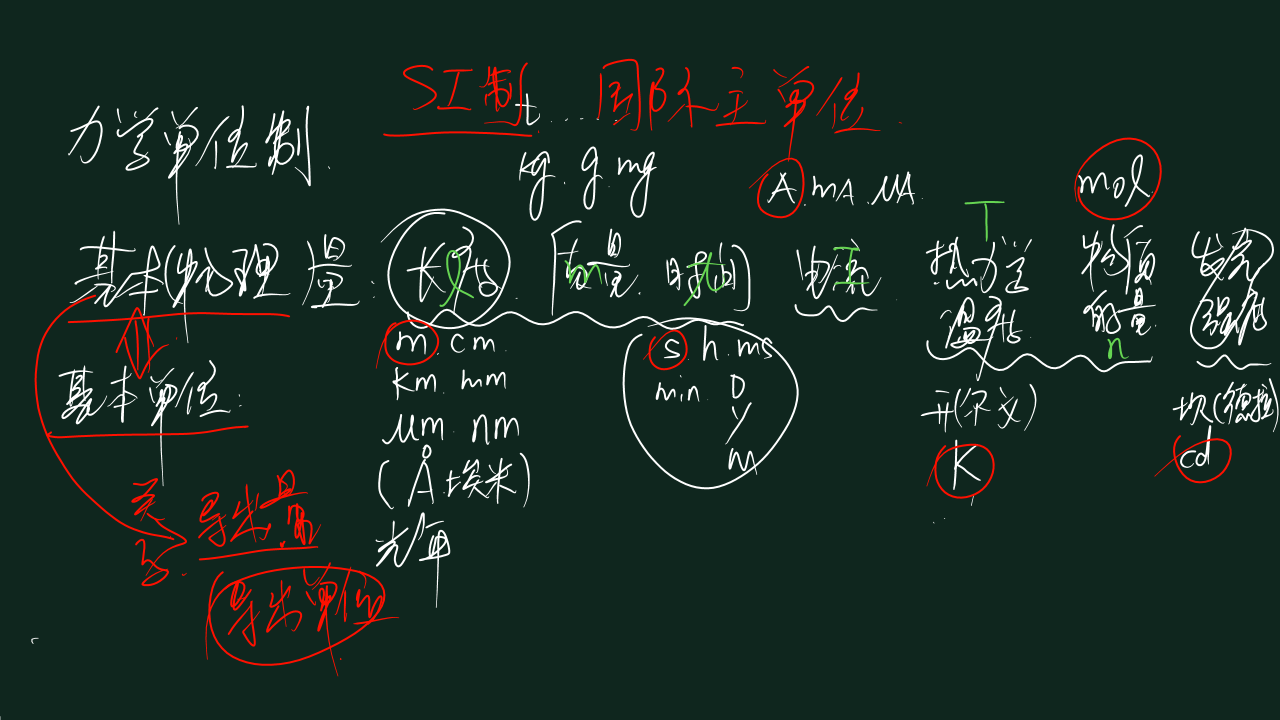 SI制 国际主单位.
t......
力学单位制.
kg. g. mg
A. mA. μA.
mol
基本(物理)量: 长度. [质量. 时间] 电流. 热力学温度 物质的量 发光(强度)
l m t I T n
基本单位:
m. cm.
km. mm
μm. nm
(Å 埃米)
光年
s. h. ms
min. D
y
M
开(尔文)
K
坎(德拉)
cd
关系.
导出量
(导出单位